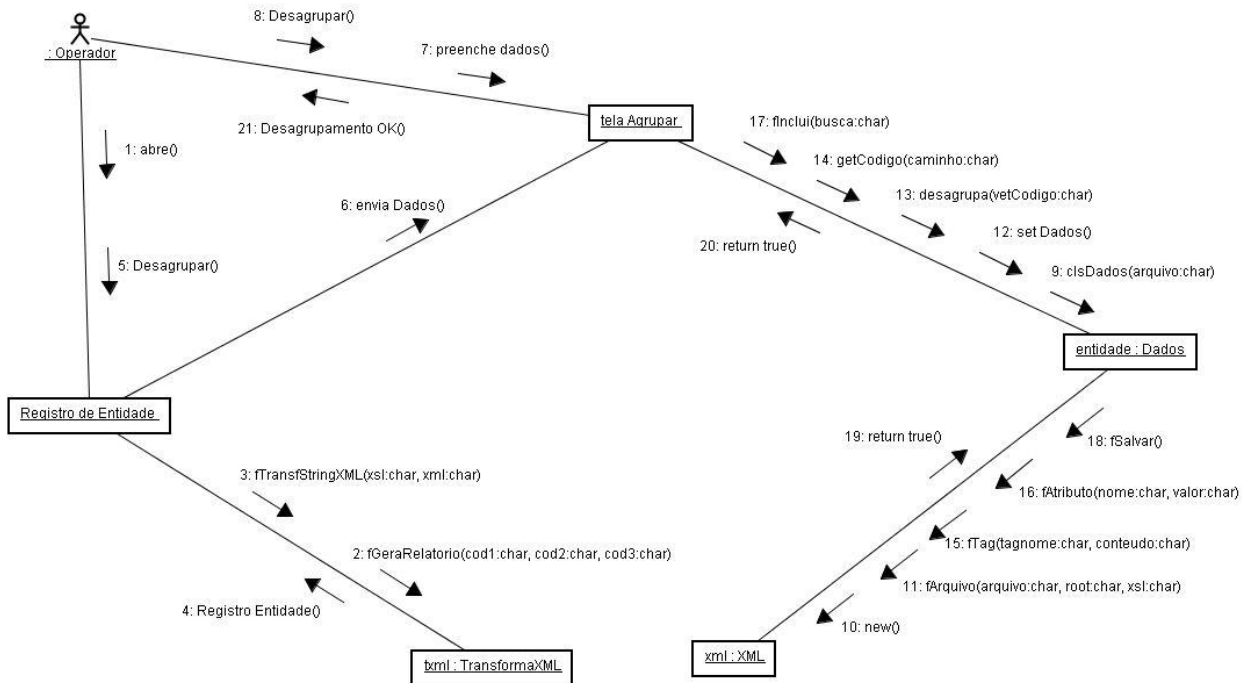 8: Desagrupar()
: Operador
7: preenche dados()
21: Desagrupamento OK()
tela Agrupar
17: fInclui(busca:char)
1: abre()
14: getCodigo(caminho:char)
13: desagrupa(vetCodigo:char)
6: envia Dados()
12: set Dados()
20: return true()
5: Desagrupar()
9: clsDados(arquivo:char)
entidade : Dados
Registro de Entidade
19: return true()
18: fSalvar()
3: fTransfStringXML(xsl:char, xml:char)
16: fAtributo(nome:char, valor:char)
15: fTag(tagnome:char, conteudo:char)
2: fGeraRelatorio(cod1:char, cod2:char, cod3:char)
11: fArquivo(arquivo:char, root:char, xsl:char)
4: Registro Entidade()
10: new()
xml : XML
txml : TransformaXML